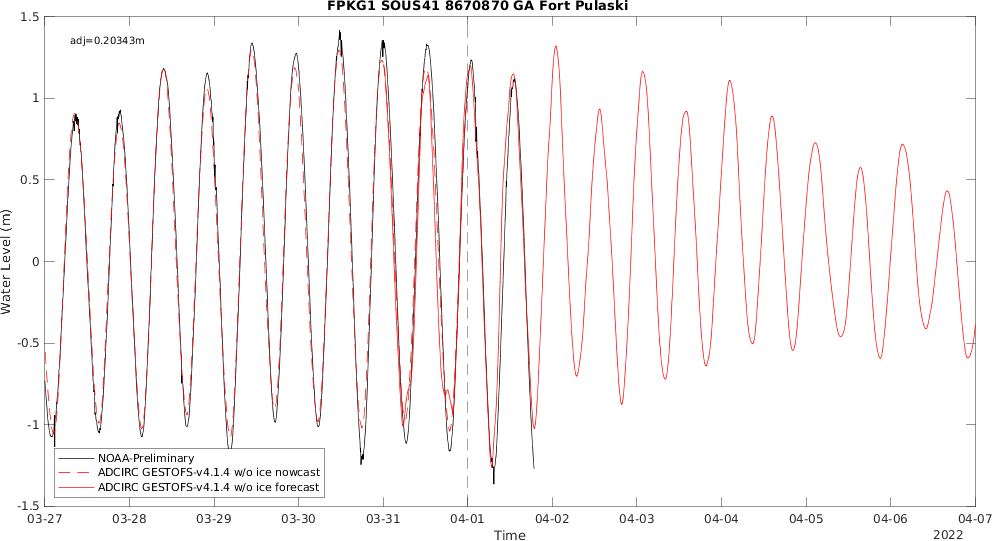 FPKG1 SOUS41 8670870 GA Fort Pulaski
adj=0.20343m
1.5
1
0.5
0
-0.5
-1
-1.5
Water Level (m)
NOAA-Preliminary
ADCIRC GESTOFS-v4.1.4 w/o ice nowcast
ADCIRC GESTOFS-v4.1.4 w/o ice forecast
03-27 03-28 03-29 03-30 03-31 04-01 04-02 04-03 04-04 04-05 04-06 04-07
Time
2022